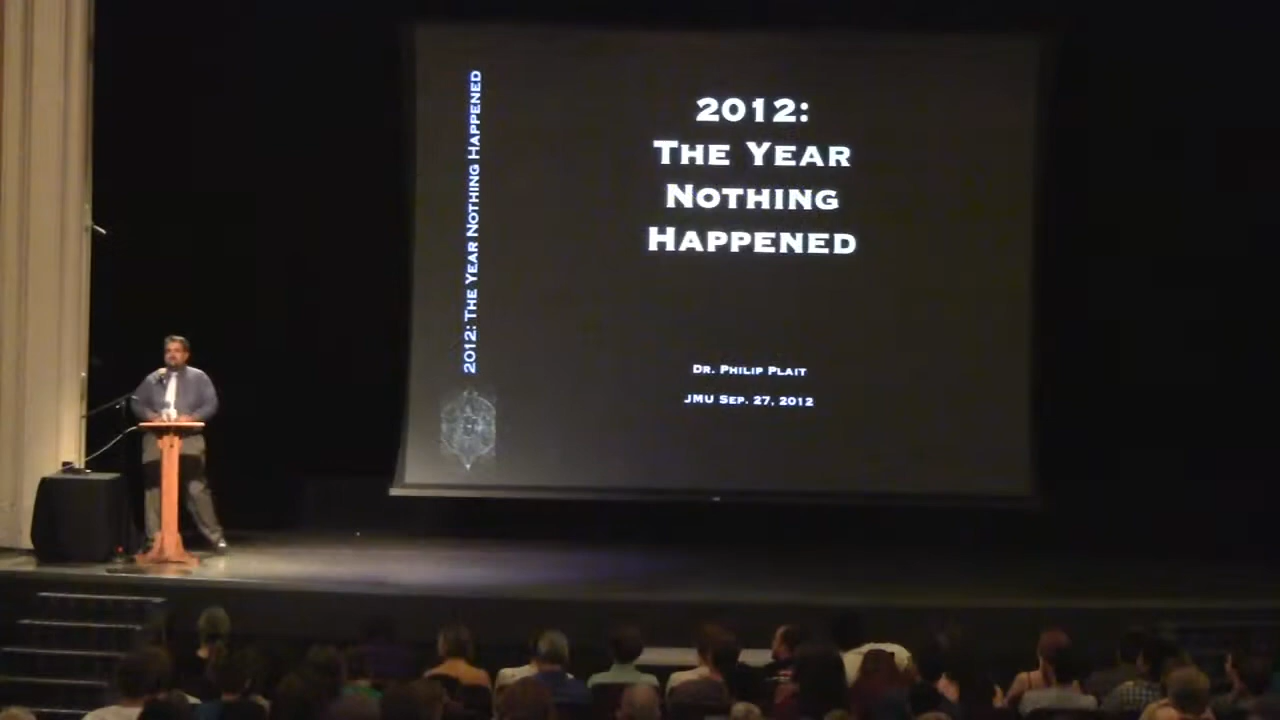 2012: The Year Nothing Happened
2012:
The Year
Nothing
Happened
Dr. Philip Plait
JMU Sep. 27, 2012